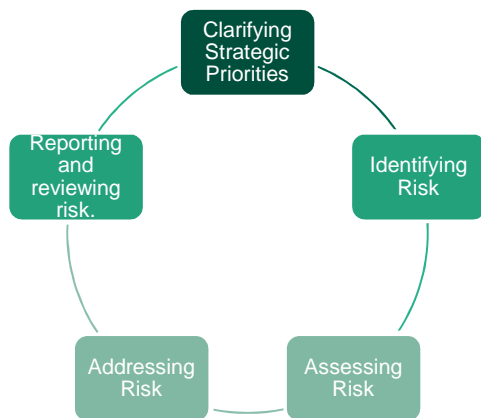 Clarifying
Strategic
Priorities
Identifying
Risk
Assessing
Risk
Addressing
Risk
Reporting
and
reviewing
risk.